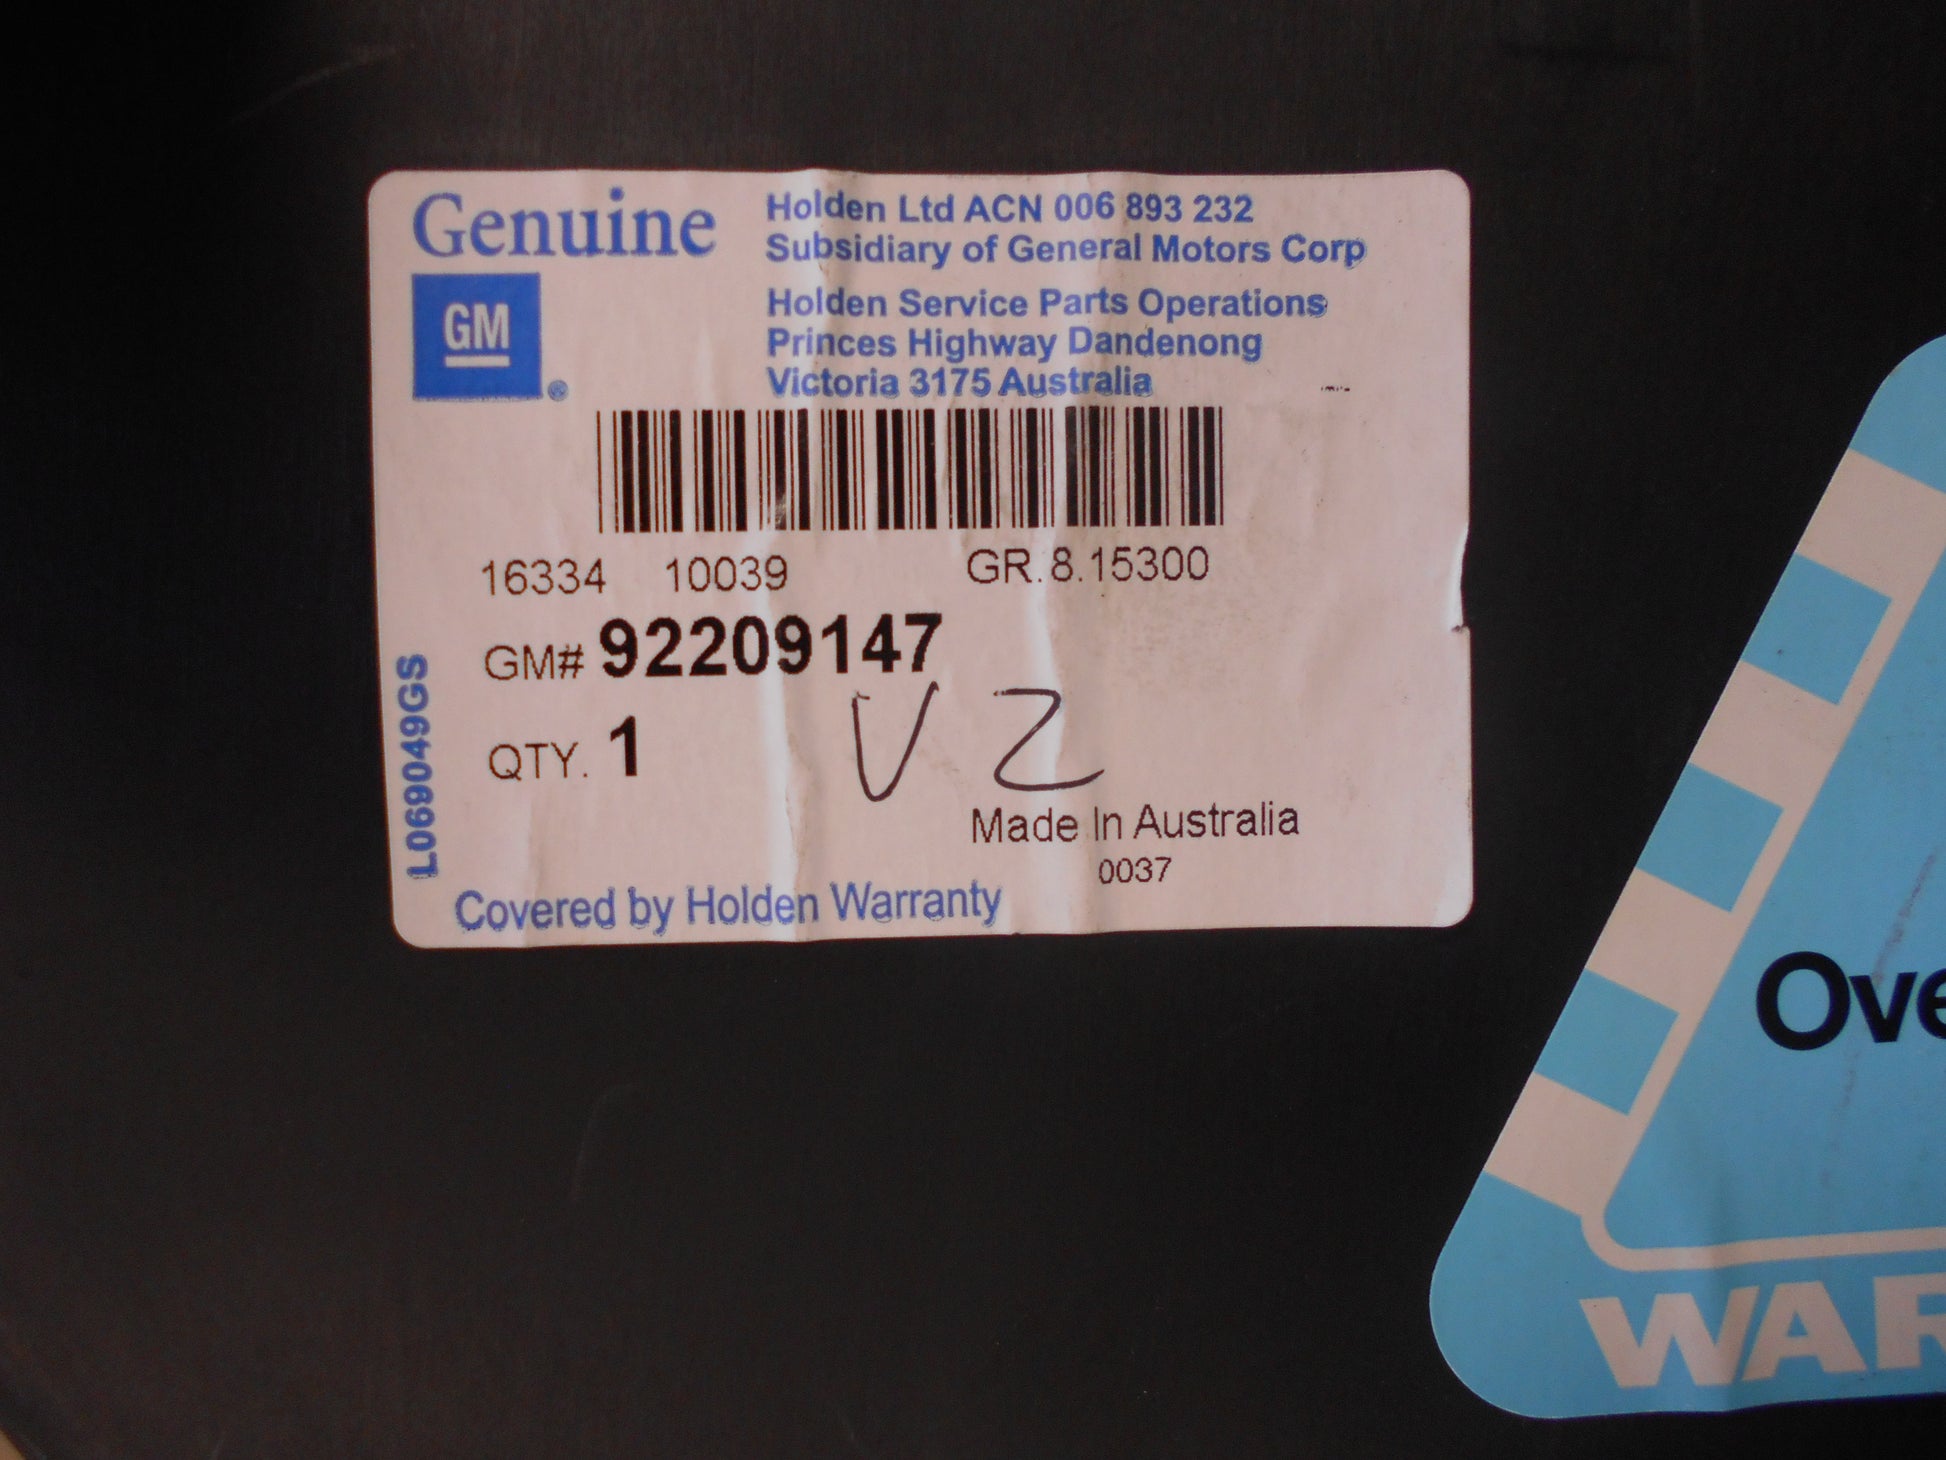 Genuine
GM
®
Holden Ltd ACN 006 893 232
Subsidiary of General Motors Corp
Holden Service Parts Operations
Princes Highway Dandenong
Victoria 3175 Australia
16334 10039 GR.8.15300
GM# 92209147
QTY. 1
V Z
Made In Australia
0037
L069049GS
Covered by Holden Warranty
Ove
WAR